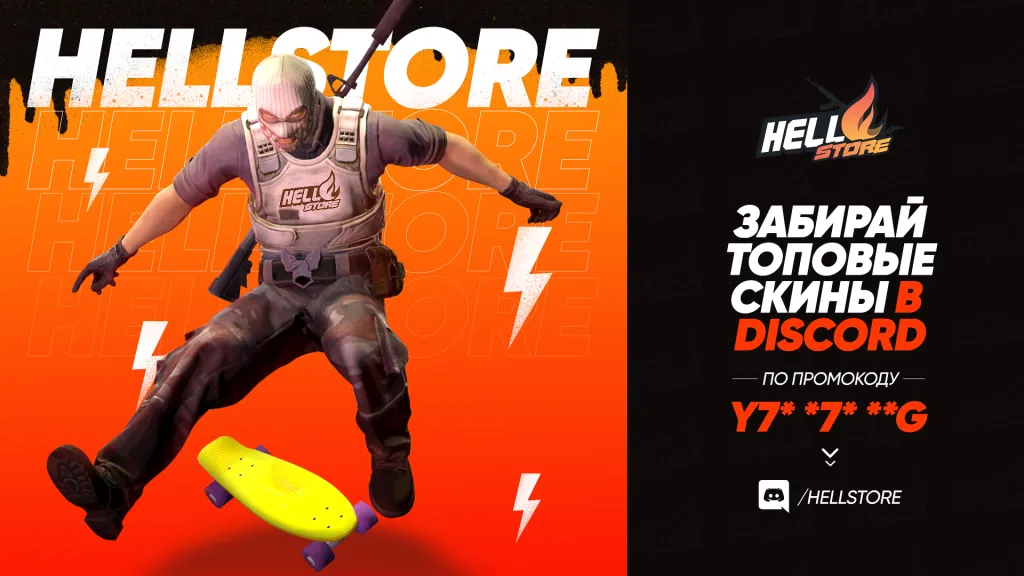 HELLSTORE
HELLSTORE
HELLSTORE
HELLSTORE
HELL
STORE
HELL
STORE
ЗАБИРАЙ
ТОПОВЫЕ
СКИНЫ В
DISCORD
ПО ПРОМОКОДУ
Y7* *7* **G
/HELLSTORE